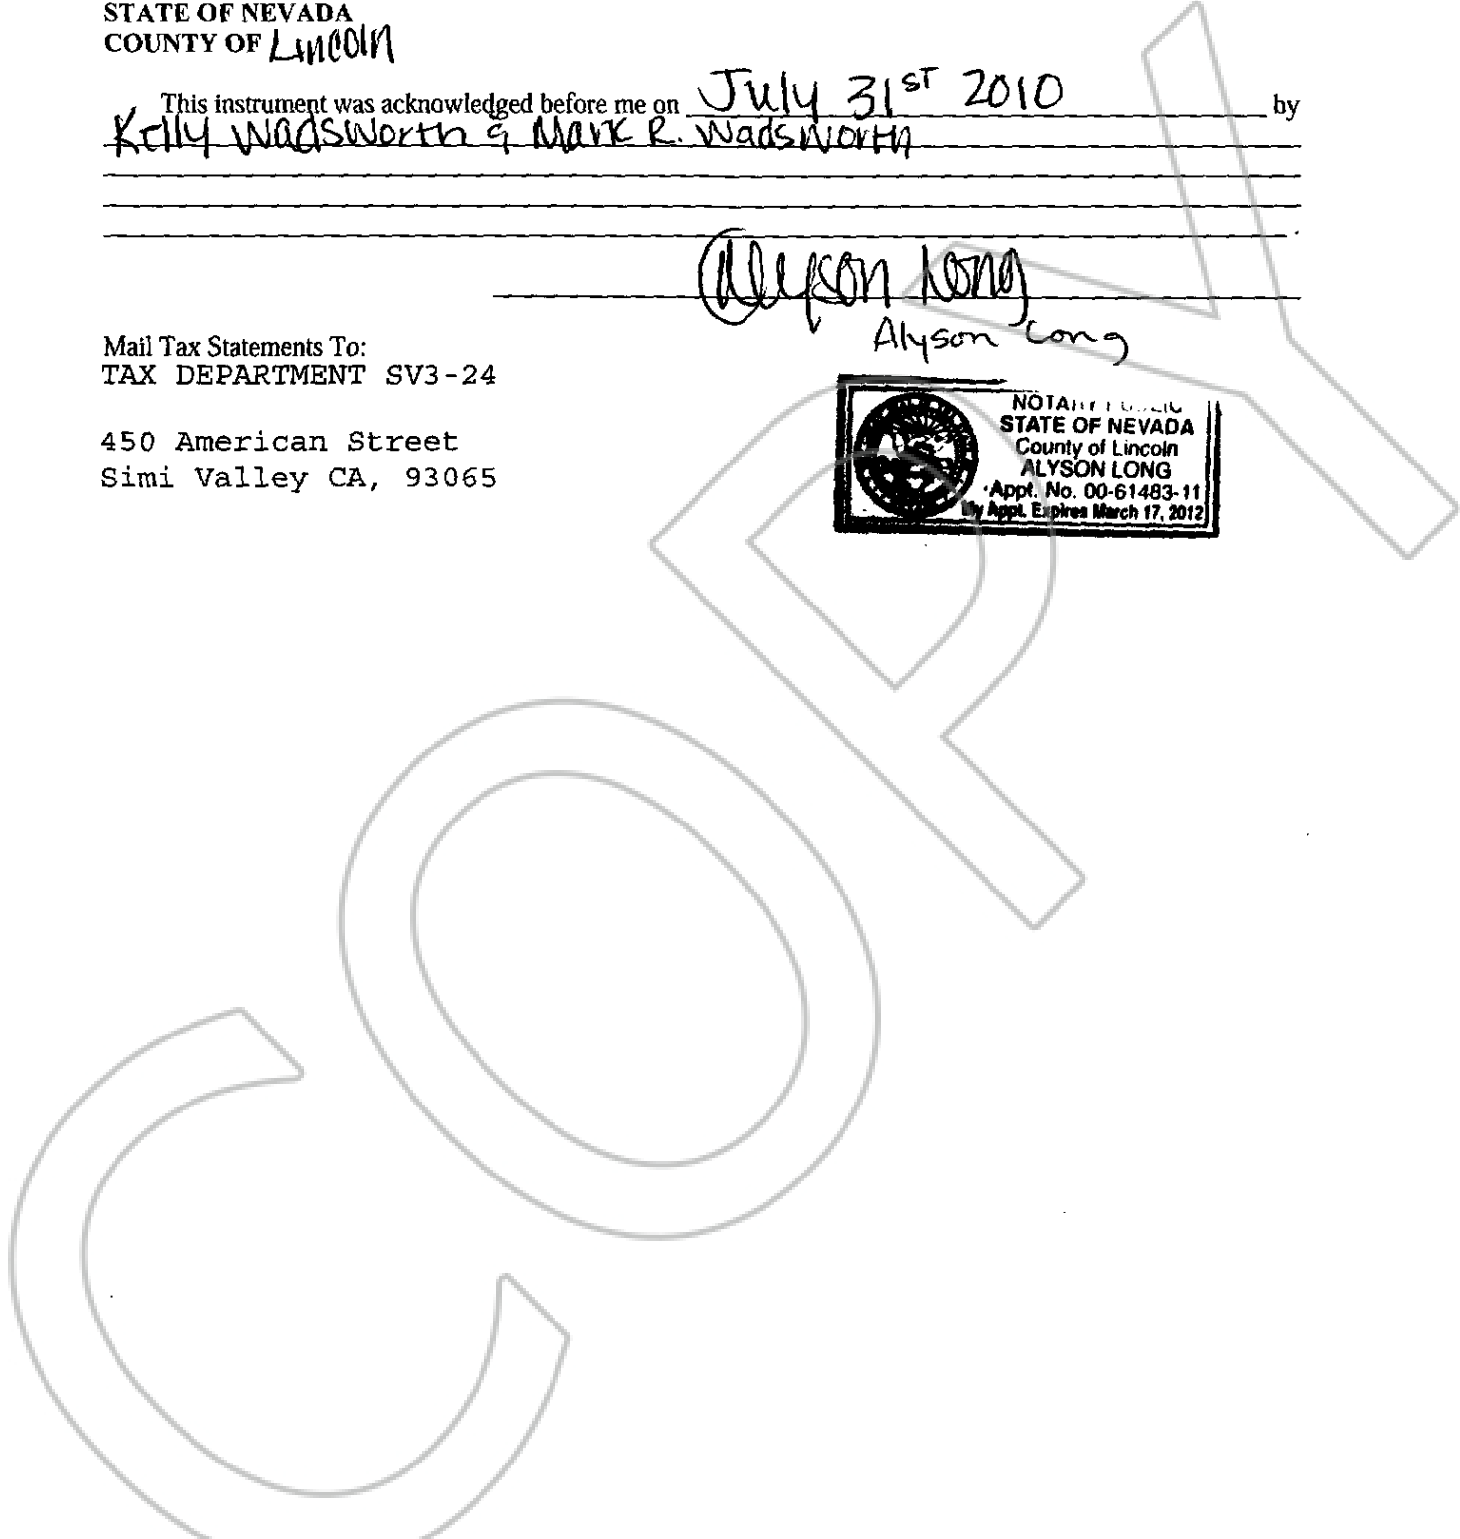 STATE OF NEVADA
COUNTY OF Lincoln
This instrument was acknowledged before me on July 31ST 2010 by
Kelly Wadsworth & Mark R. Wadsworth
Alyson Long
Alyson Long
Mail Tax Statements To:
TAX DEPARTMENT SV3-24
450 American Street
Simi Valley CA, 93065
NOTARY PUBLIC
STATE OF NEVADA
County of Lincoln
ALYSON LONG
Appt. No. 00-61483-11
My Appt. Expires March 17, 2012
COPY